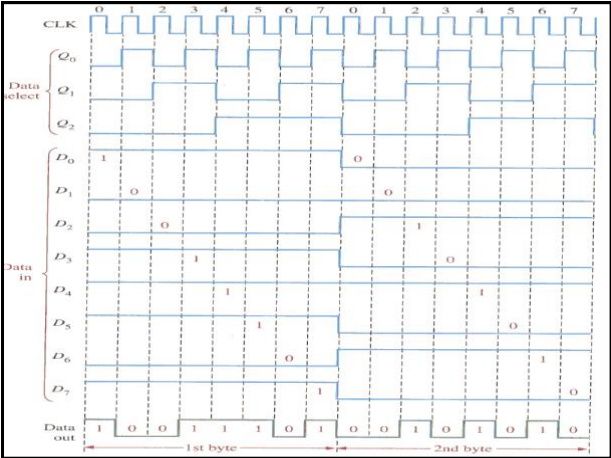 0 1 2 3 4 5 6 7 0 1 2 3 4 5 6 7
CLK
Q0
Data select
Q1
Q2
D0 1 0
D1 0 0
D2 0 1
D3 1 0
Data in
D4 1 1
D5 1 0
D6 0 1
D7 1 0
Data out 1 0 0 1 1 1 0 1 0 0 1 0 1 0 1 0
1st byte 2nd byte